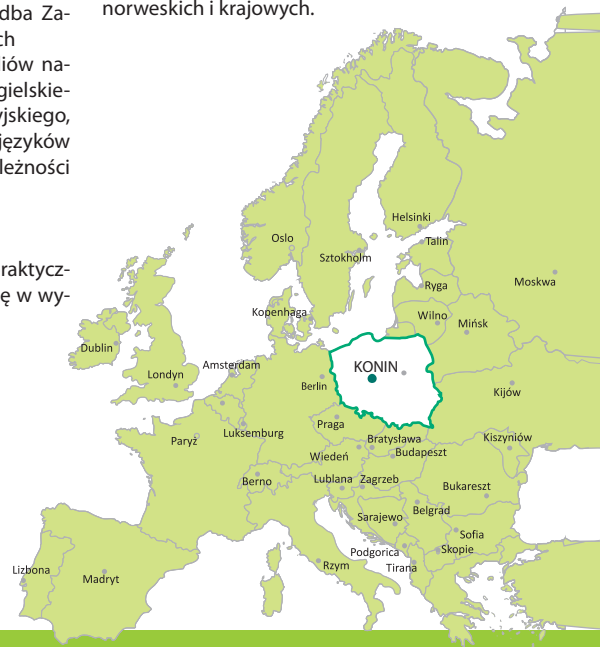 norweskich i krajowych.
dba Za-
ch
iów na-
gielskie-
yjskiego,
języków
leżności
raktycz-
ę w wy-
Helsinki
Oslo
Talin
Sztokholm
Ryga
Moskwa
Kopenhaga
Wilno
Mińsk
Dublin
Amsterdam
Londyn
KONIN
Berlin
Kijów
Praga
Luksemburg
Paryż
Bratysława
Kiszyniów
Wiedeń
Budapeszt
Berno
Lublana
Zagrzeb
Bukareszt
Sarajewo
Belgrad
Sofia
Podgorica
Skopie
Lizbona
Madryt
Rzym
Tirana